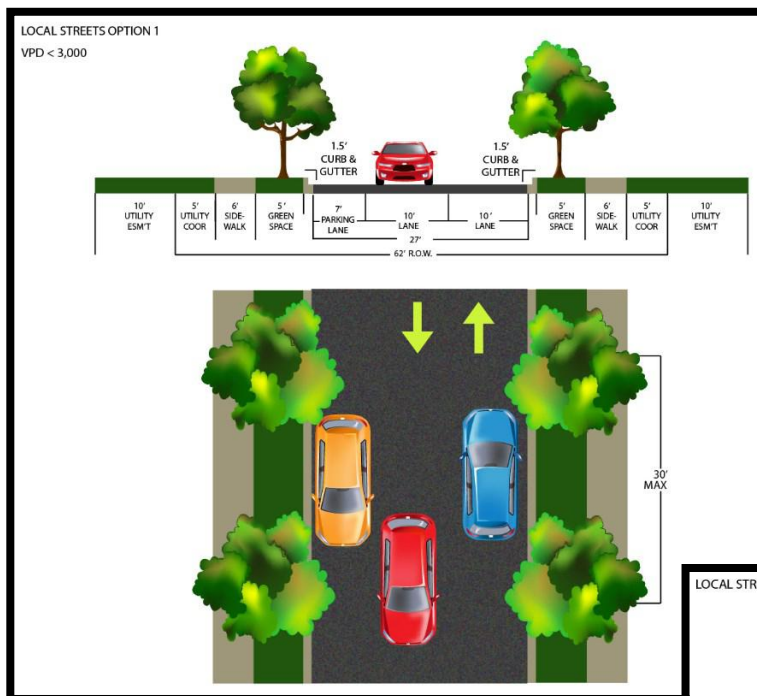 LOCAL STREETS OPTION 1
VPD < 3,000
1.5'
CURB &
GUTTER
1.5'
CURB &
GUTTER
10'
UTILITY
ESM'T
5'
UTILITY
COOR
6'
SIDE-
WALK
5'
GREEN
SPACE
7'
PARKING
LANE
10'
LANE
10'
LANE
5'
GREEN
SPACE
6'
SIDE-
WALK
5'
UTILITY
COOR
10'
UTILITY
ESM'T
27'
62' R.O.W.
30'
MAX
LOCAL STR